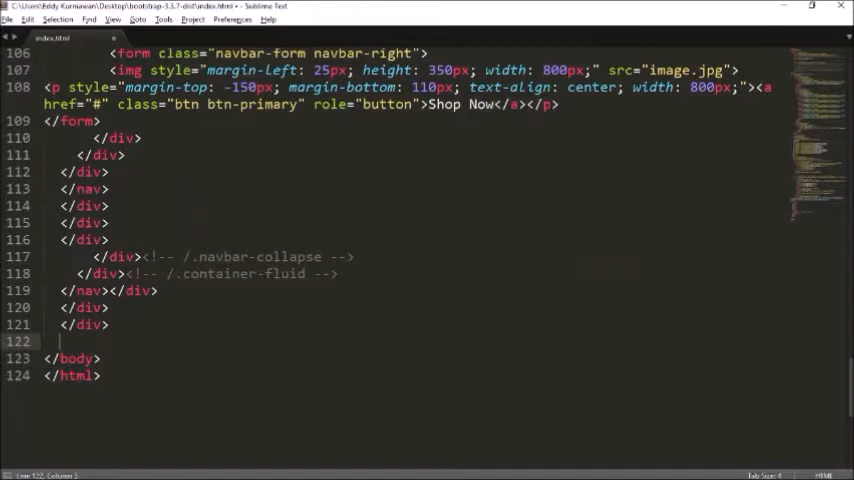 C:\Users\Eddy Kurniawan\Desktop\bootstrap-3.3.7-dist\index.html • - Sublime Text
File Edit Selection Find View Goto Tools Project Preferences Help
index.html
106 <form class="navbar-form navbar-right">
107 <img style="margin-left: 25px; height: 350px; width: 800px;" src="image.jpg">
108 <p style="margin-top: -150px; margin-bottom: 110px; text-align: center; width: 800px;"><a
href="#" class="btn btn-primary" role="button">Shop Now</a></p>
109 </form>
110 </div>
111 </div>
112 </div>
113 </nav>
114 </div>
115 </div>
116 </div>
117 </div><!-- /.navbar-collapse -->
118 </div><!-- /.container-fluid -->
119 </nav></div>
120 </div>
121 </div>
122
123 </body>
124 </html>
Line 122, Column 3
Tab Size: 4
HTML